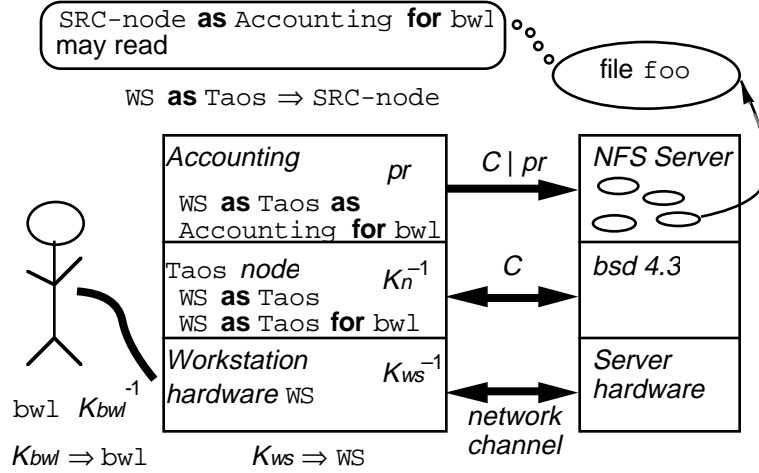 SRC-node as Accounting for bwl
may read
file foo
WS as Taos ⇒ SRC-node
Accounting
pr
WS as Taos as
Accounting for bwl
C | pr
NFS Server
Taos node
Kn⁻¹
WS as Taos
WS as Taos for bwl
C
bsd 4.3
Workstation
hardware WS
Kws⁻¹
network
channel
Server
hardware
bwl Kbwl⁻¹
Kbwl ⇒ bwl
Kws ⇒ WS